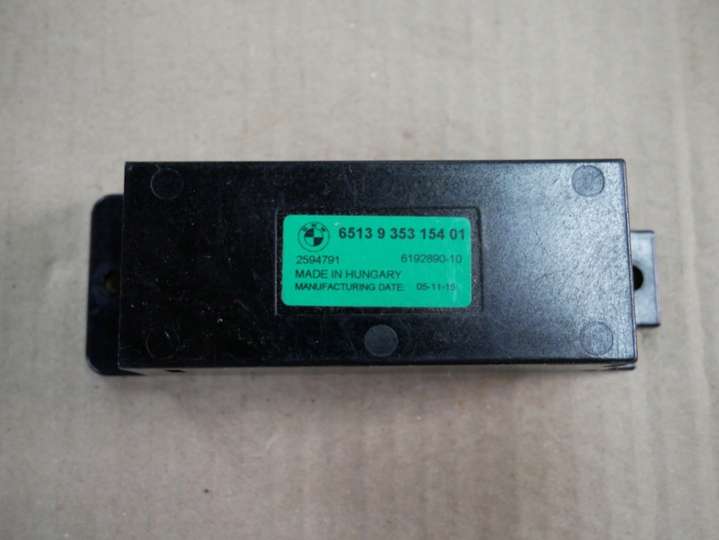 6513 9 353 154 01
2594791 6192890-10
MADE IN HUNGARY
MANUFACTURING DATE: 05-11-15